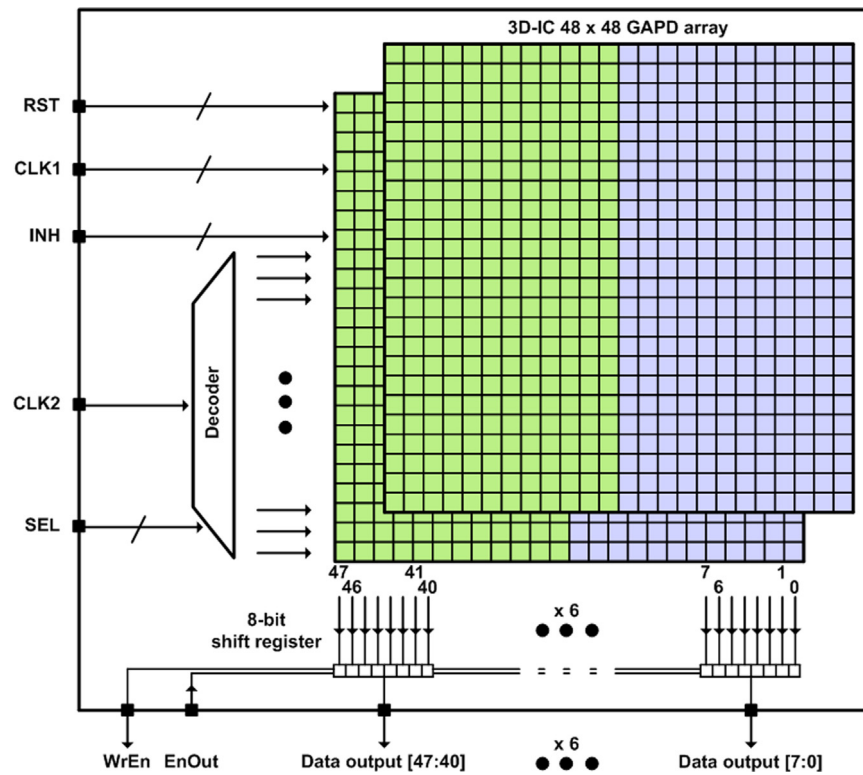 3D-IC 48 x 48 GAPD array
RST
CLK1
INH
Decoder
CLK2
SEL
47 41 7 1
46 40 6 0
8-bit
shift register
x 6
x 6
WrEn EnOut Data output [47:40] Data output [7:0]